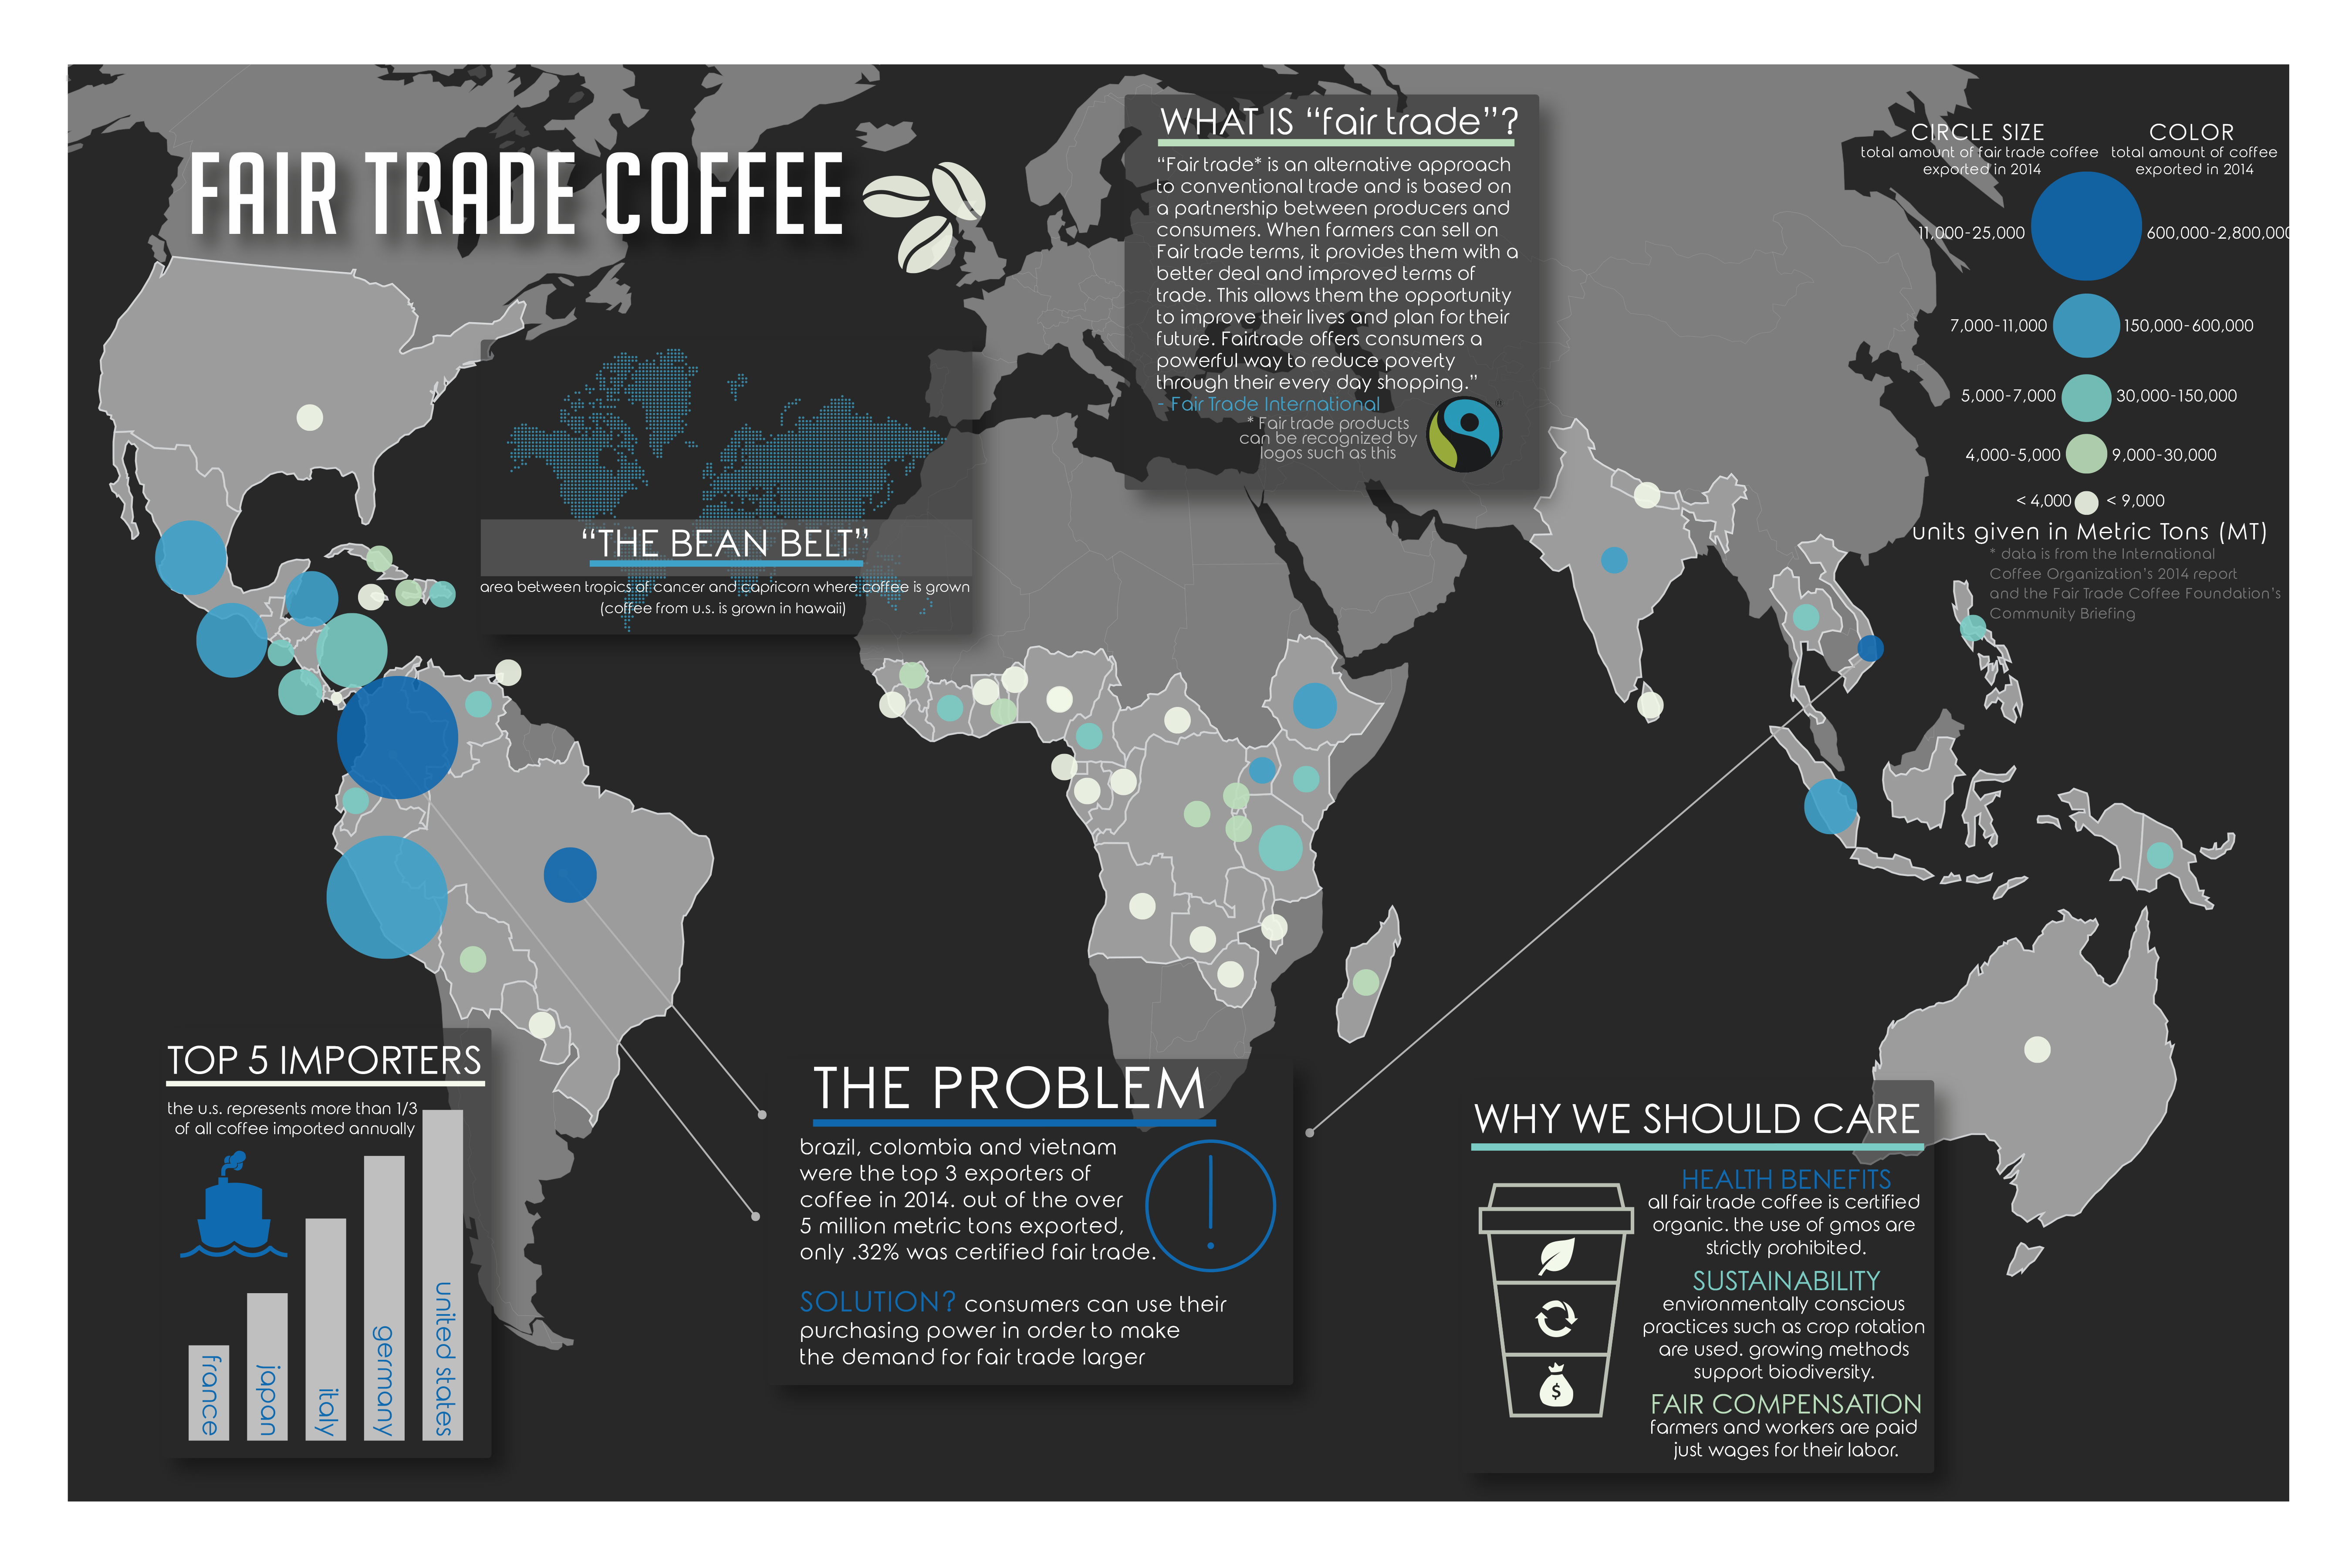 FAIR TRADE COFFEE
WHAT IS “fair trade”?
“Fair trade* is an alternative approach
to conventional trade and is based on
a partnership between producers and
consumers. When farmers can sell on
Fair trade terms, it provides them with a
better deal and improved terms of
trade. This allows them the opportunity
to improve their lives and plan for their
future. Fairtrade offers consumers a
powerful way to reduce poverty
through their every day shopping.”
- Fair Trade International
* Fair trade products
can be recognized by
logos such as this
CIRCLE SIZE
total amount of fair trade coffee
exported in 2014
COLOR
total amount of coffee
exported in 2014
11,000-25,000 600,000-2,800,000
7,000-11,000 150,000-600,000
5,000-7,000 30,000-150,000
4,000-5,000 9,000-30,000
< 4,000 < 9,000
units given in Metric Tons (MT)
* data is from the International
Coffee Organization's 2014 report
and the Fair Trade Coffee Foundation's
Community Briefing
“THE BEAN BELT”
area between tropics of cancer and capricorn where coffee is grown
(coffee from u.s. is grown in hawaii)
TOP 5 IMPORTERS
the u.s. represents more than 1/3
of all coffee imported annually
france
japan
italy
germany
united states
THE PROBLEM
brazil, colombia and vietnam
were the top 3 exporters of
coffee in 2014. out of the over
5 million metric tons exported,
only .32% was certified fair trade.
SOLUTION? consumers can use their
purchasing power in order to make
the demand for fair trade larger
WHY WE SHOULD CARE
HEALTH BENEFITS
all fair trade coffee is certified
organic. the use of gmos are
strictly prohibited.
SUSTAINABILITY
environmentally conscious
practices such as crop rotation
are used. growing methods
support biodiversity.
FAIR COMPENSATION
farmers and workers are paid
just wages for their labor.
$